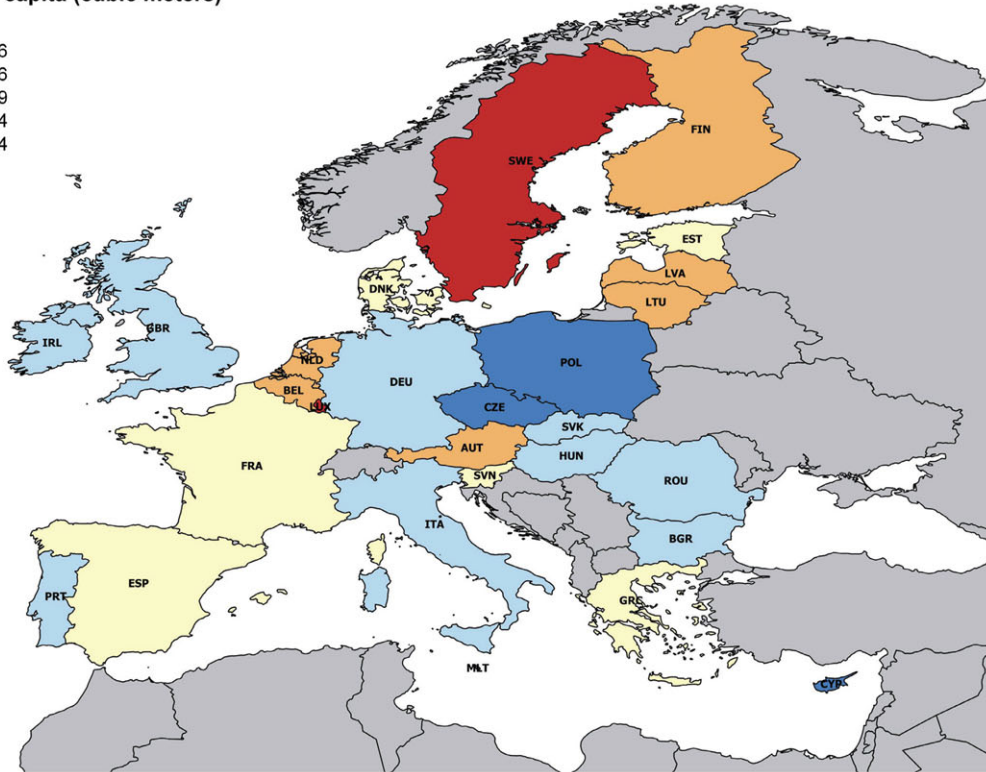 capita (cubic meters)
6
6
9
4
4
FIN
SWE
EST
LVA
DNK
LTU
GBR
IRL
NLD
POL
DEU
BEL
LUX
CZE
SVK
AUT
HUN
FRA
SVN
ROU
ITA
BGR
ESP
PRT
GRC
MLT
CYP